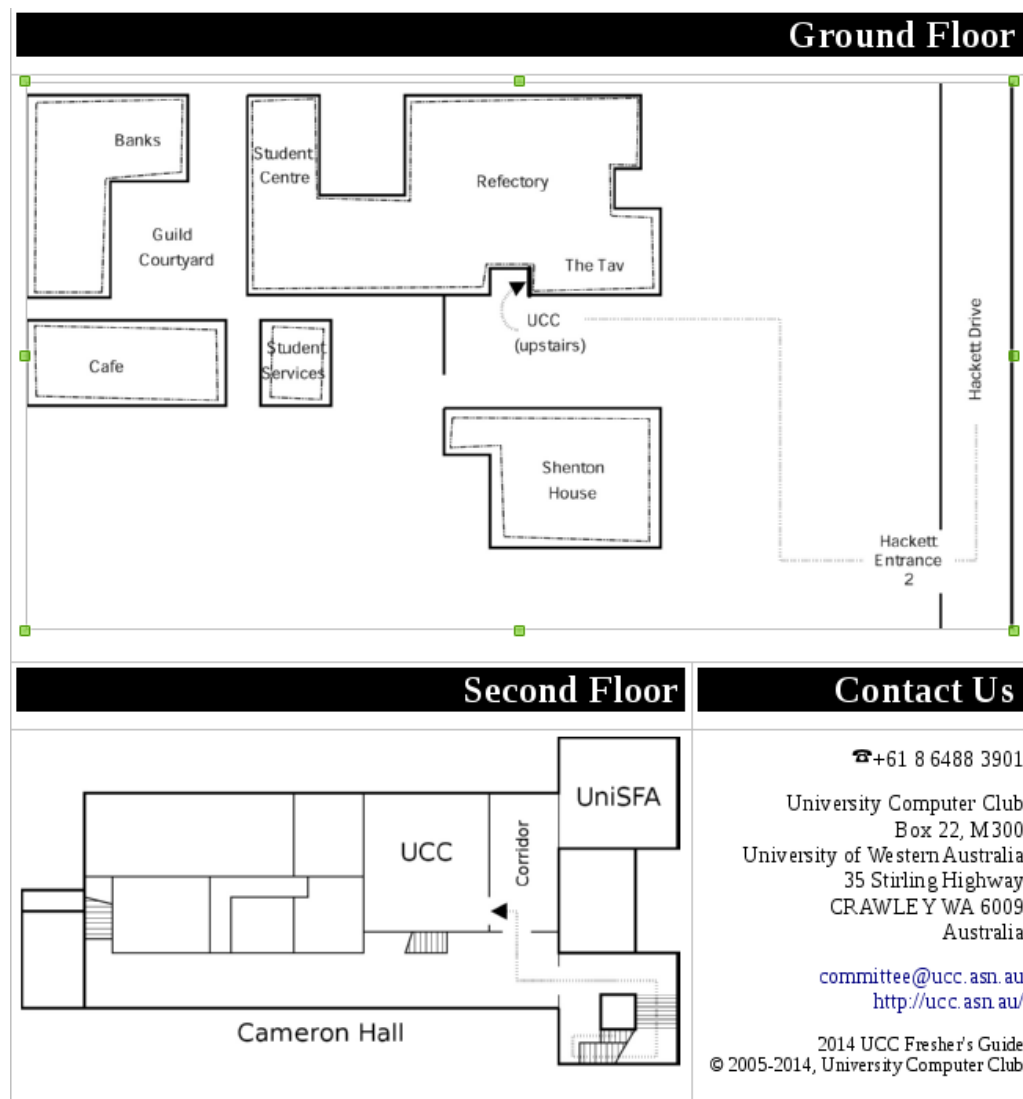 Ground Floor
Banks
Student
Centre
Refectory
Guild
Courtyard
The Tav
UCC
(upstairs)
Student
Services
Cafe
Hackett Drive
Shenton
House
Hackett
Entrance
2
Second Floor
UniSFA
UCC
Corridor
Cameron Hall
Contact Us
☎+61 8 6488 3901
University Computer Club
Box 22, M300
University of Western Australia
35 Stirling Highway
CRAWLEY WA 6009
Australia
committee@ucc.asn.au
http://ucc.asn.au/
2014 UCC Fresher's Guide
© 2005-2014, University Computer Club